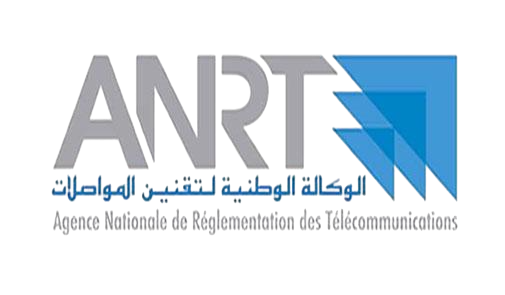 ANRT
الوكالة الوطنية لتقنين المواصلات
Agence Nationale de Réglementation des Télécommunications